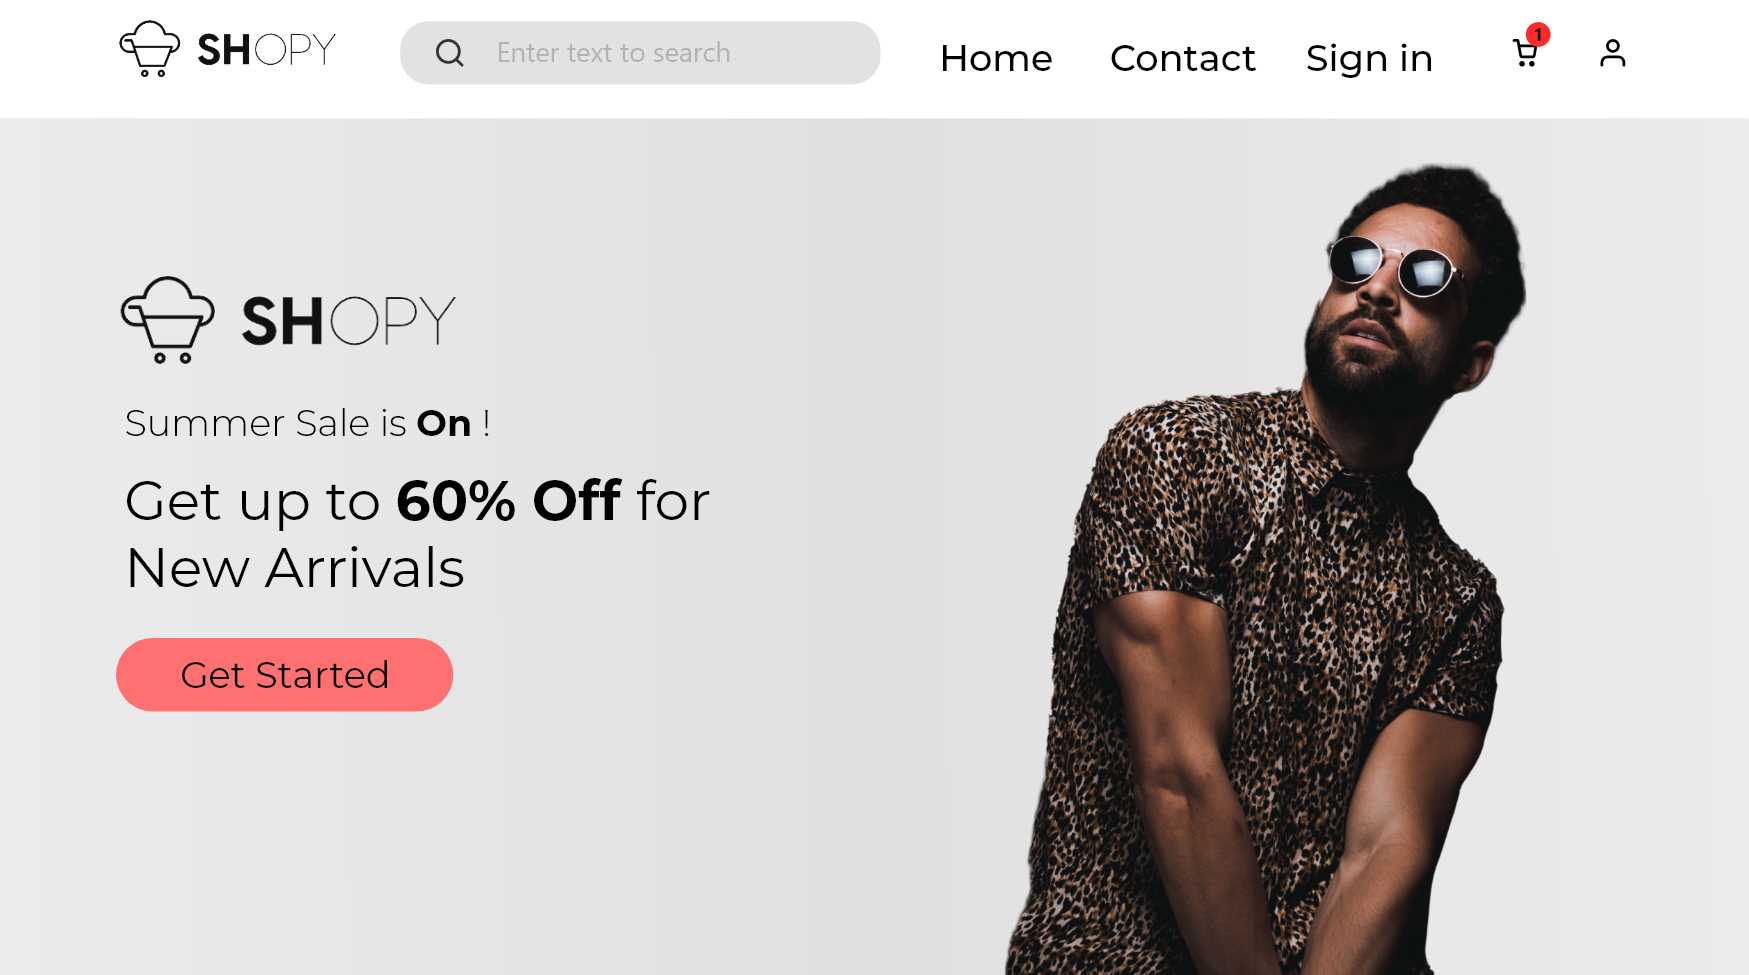 SHOPY
Enter text to search
Home
Contact
Sign in
1
SHOPY
Summer Sale is On !
Get up to 60% Off for
New Arrivals
Get Started